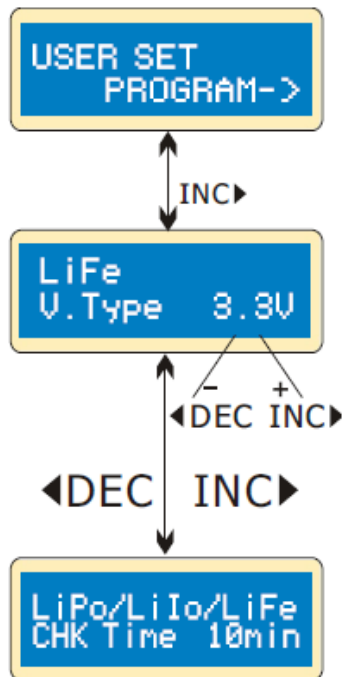 USER SET
PROGRAM->
INC▶
LiFe
V.Type 3.3V
- +
◀DEC INC▶
◀DEC INC▶
LiPo/LiIo/LiFe
CHK Time 10min